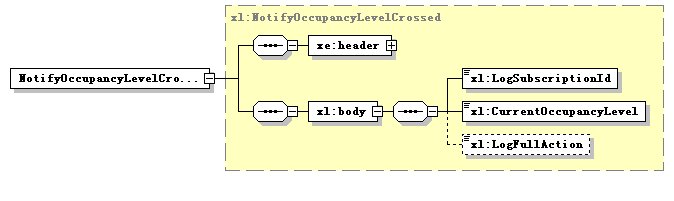 xl:NotifyOccupancyLevelCrossed
xe:header
NotifyOccupancyLevelCro...
xl:LogSubscriptionId
xl:body
xl:CurrentOccupancyLevel
xl:LogFullAction